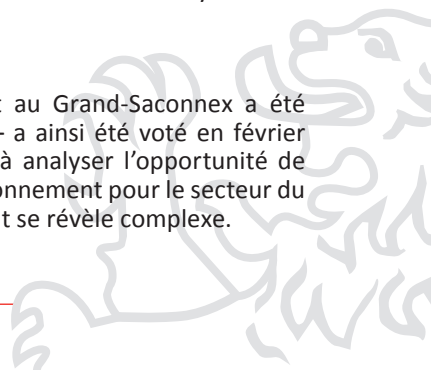 au Grand-Saconnex a été
- a ainsi été voté en février
à analyser l’opportunité de
onnement pour le secteur du
t se révèle complexe.